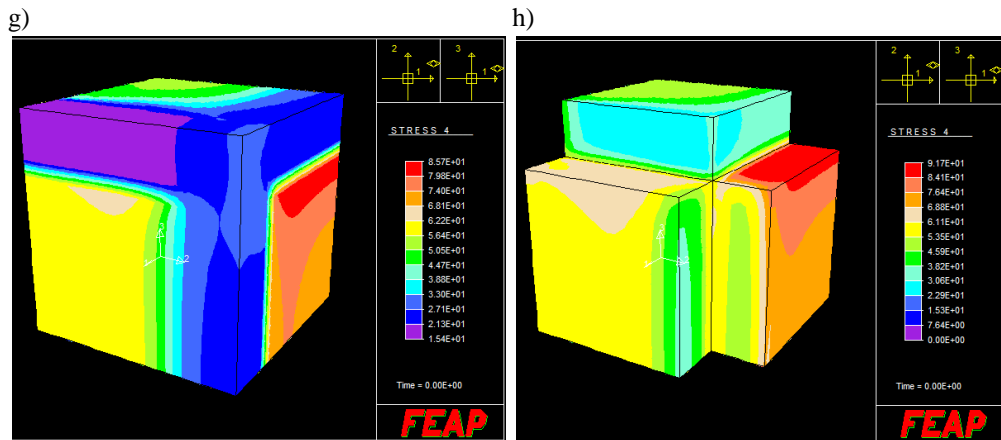 g)
2
1
3
1
STRESS 4
8.57E+01
7.98E+01
7.40E+01
6.81E+01
6.22E+01
5.64E+01
5.05E+01
4.47E+01
3.88E+01
3.30E+01
2.71E+01
2.13E+01
1.54E+01
Time = 0.00E+00
FEAP
2
h)
2
1
3
1
STRESS 4
9.17E+01
8.41E+01
7.64E+01
6.88E+01
6.11E+01
5.35E+01
4.59E+01
3.82E+01
3.06E+01
2.29E+01
1.53E+01
7.64E+00
0.00E+00
Time = 0.00E+00
FEAP